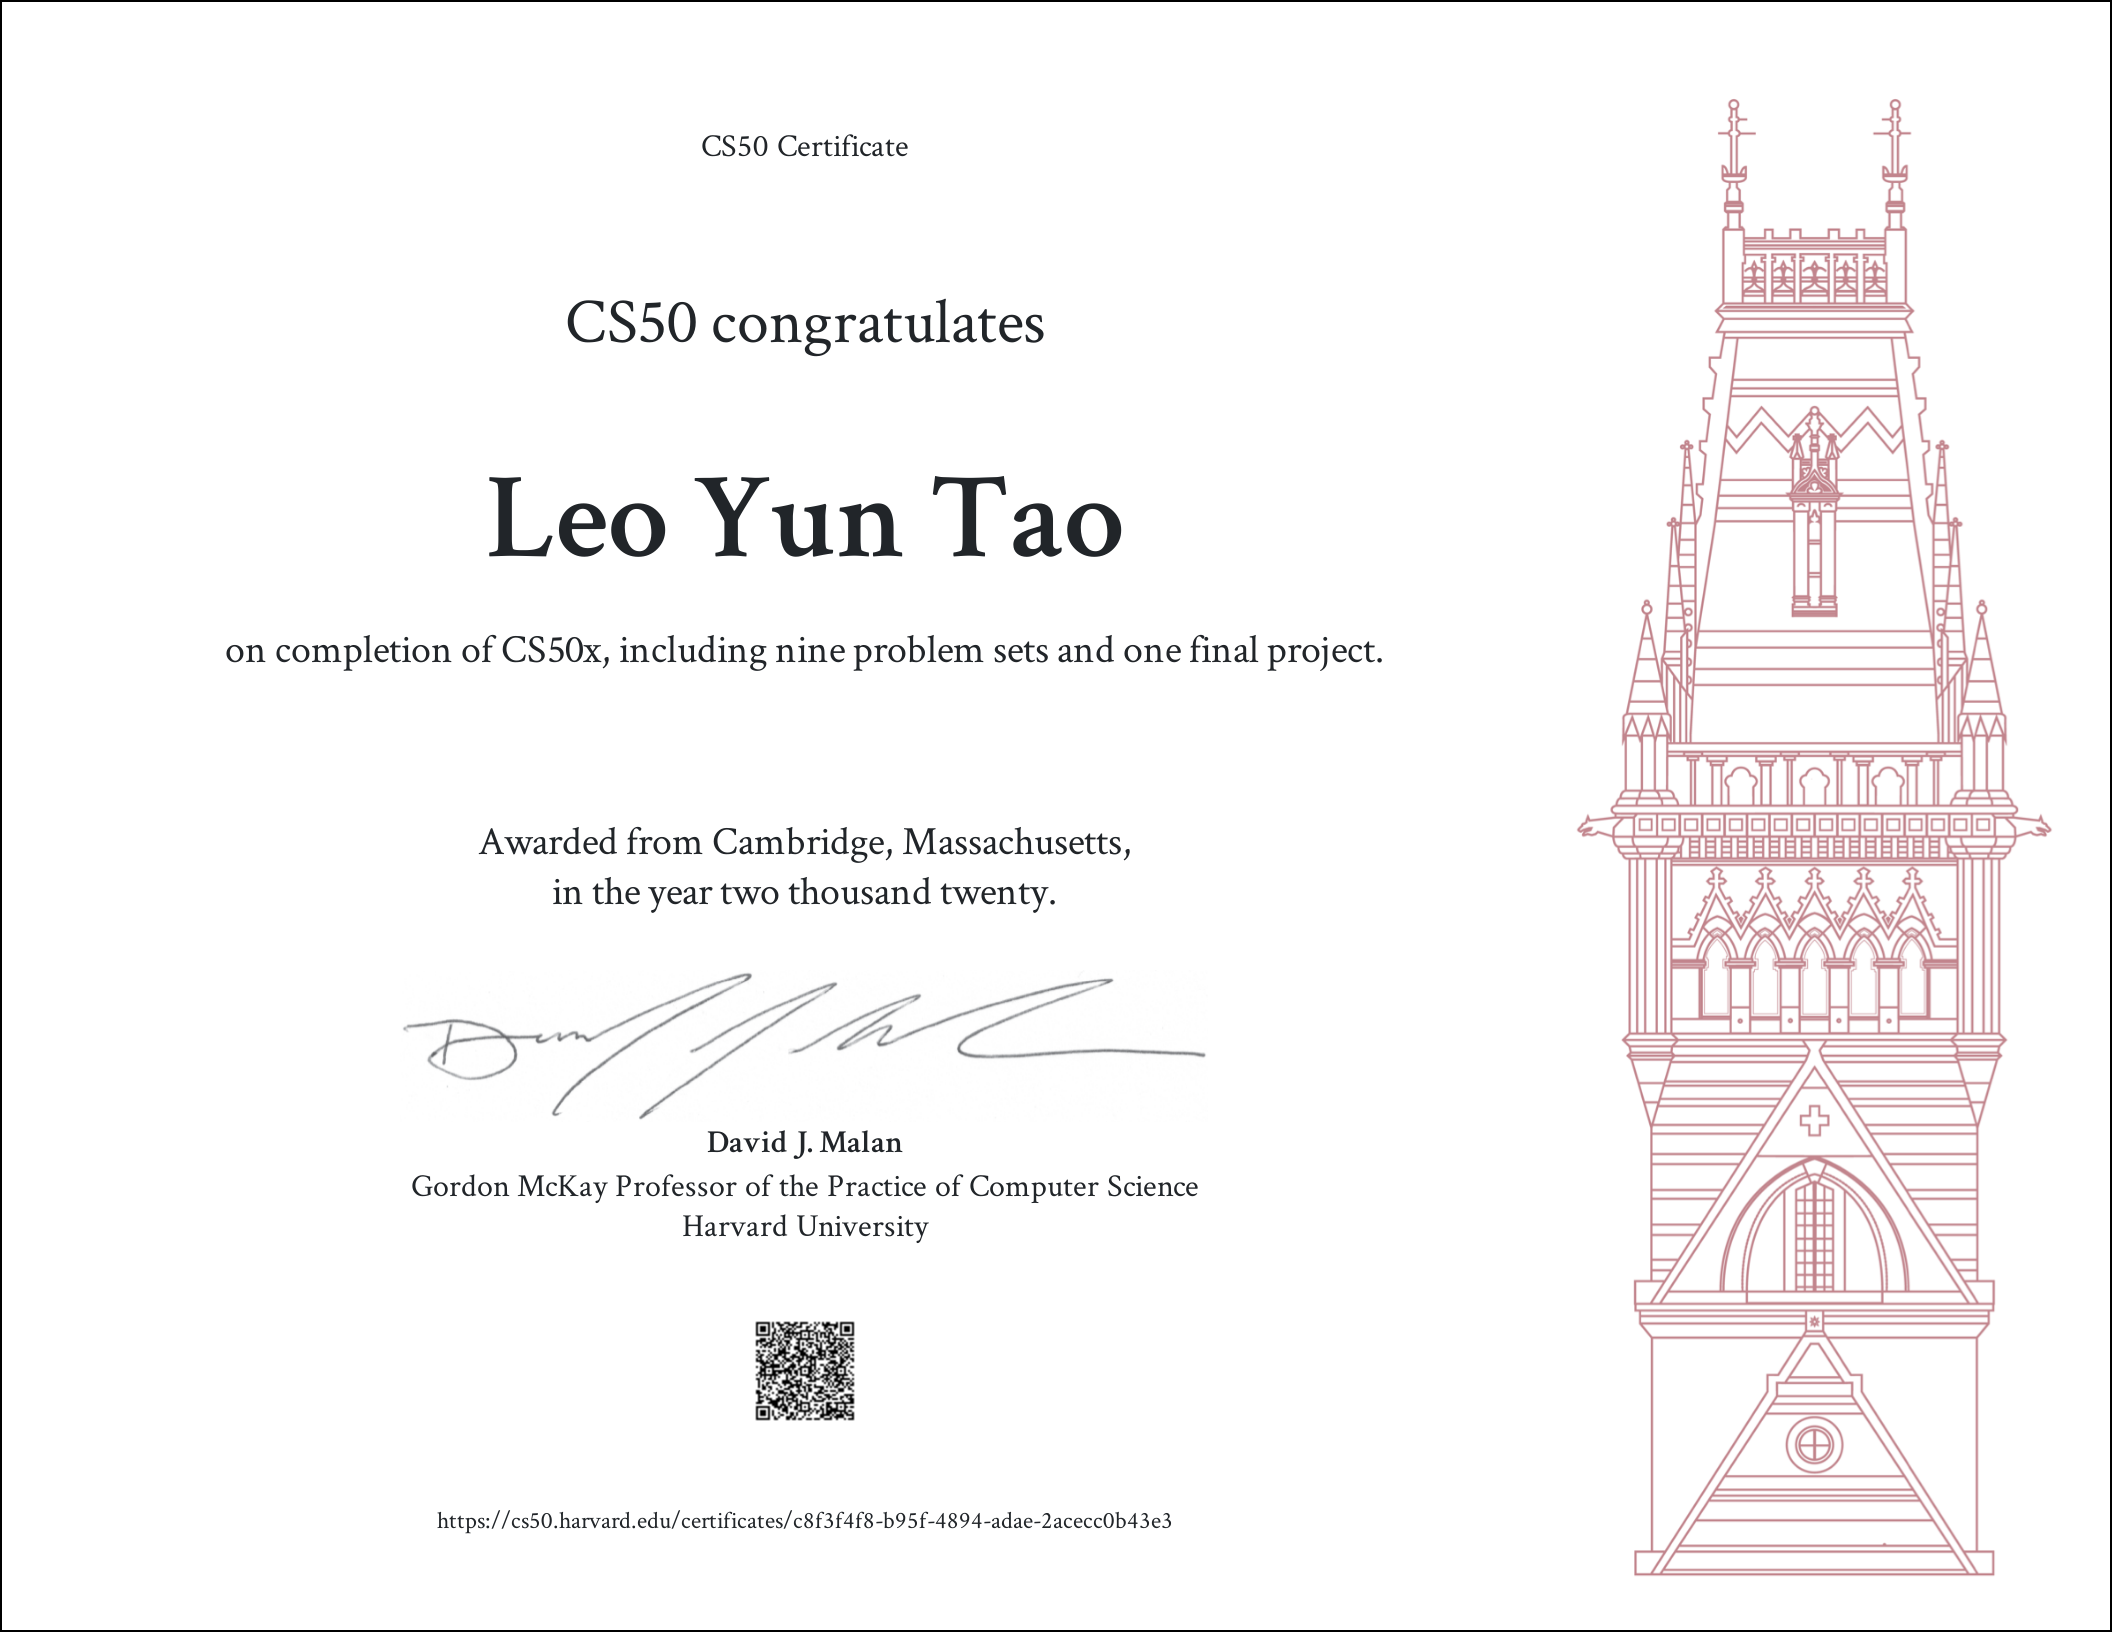 CS50 Certificate
CS50 congratulates
Leo Yun Tao
on completion of CS50x, including nine problem sets and one final project.
Awarded from Cambridge, Massachusetts,
in the year two thousand twenty.
David J. Malan
Gordon McKay Professor of the Practice of Computer Science
Harvard University
https://cs50.harvard.edu/certificates/c8f3f4f8-b95f-4894-adae-2acecc0b43e3